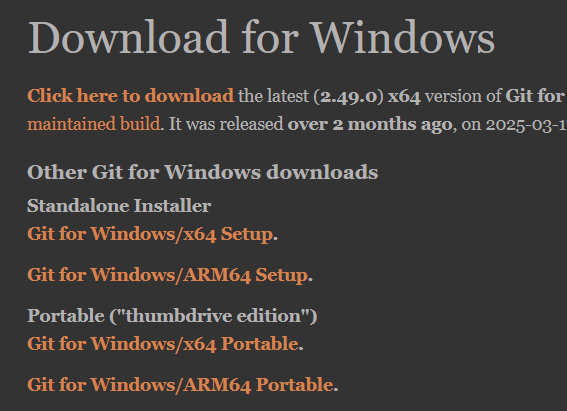 Download for Windows
Click here to download the latest (2.49.0) x64 version of Git for
maintained build. It was released over 2 months ago, on 2025-03-1
Other Git for Windows downloads
Standalone Installer
Git for Windows/x64 Setup.
Git for Windows/ARM64 Setup.
Portable ("thumbdrive edition")
Git for Windows/x64 Portable.
Git for Windows/ARM64 Portable.